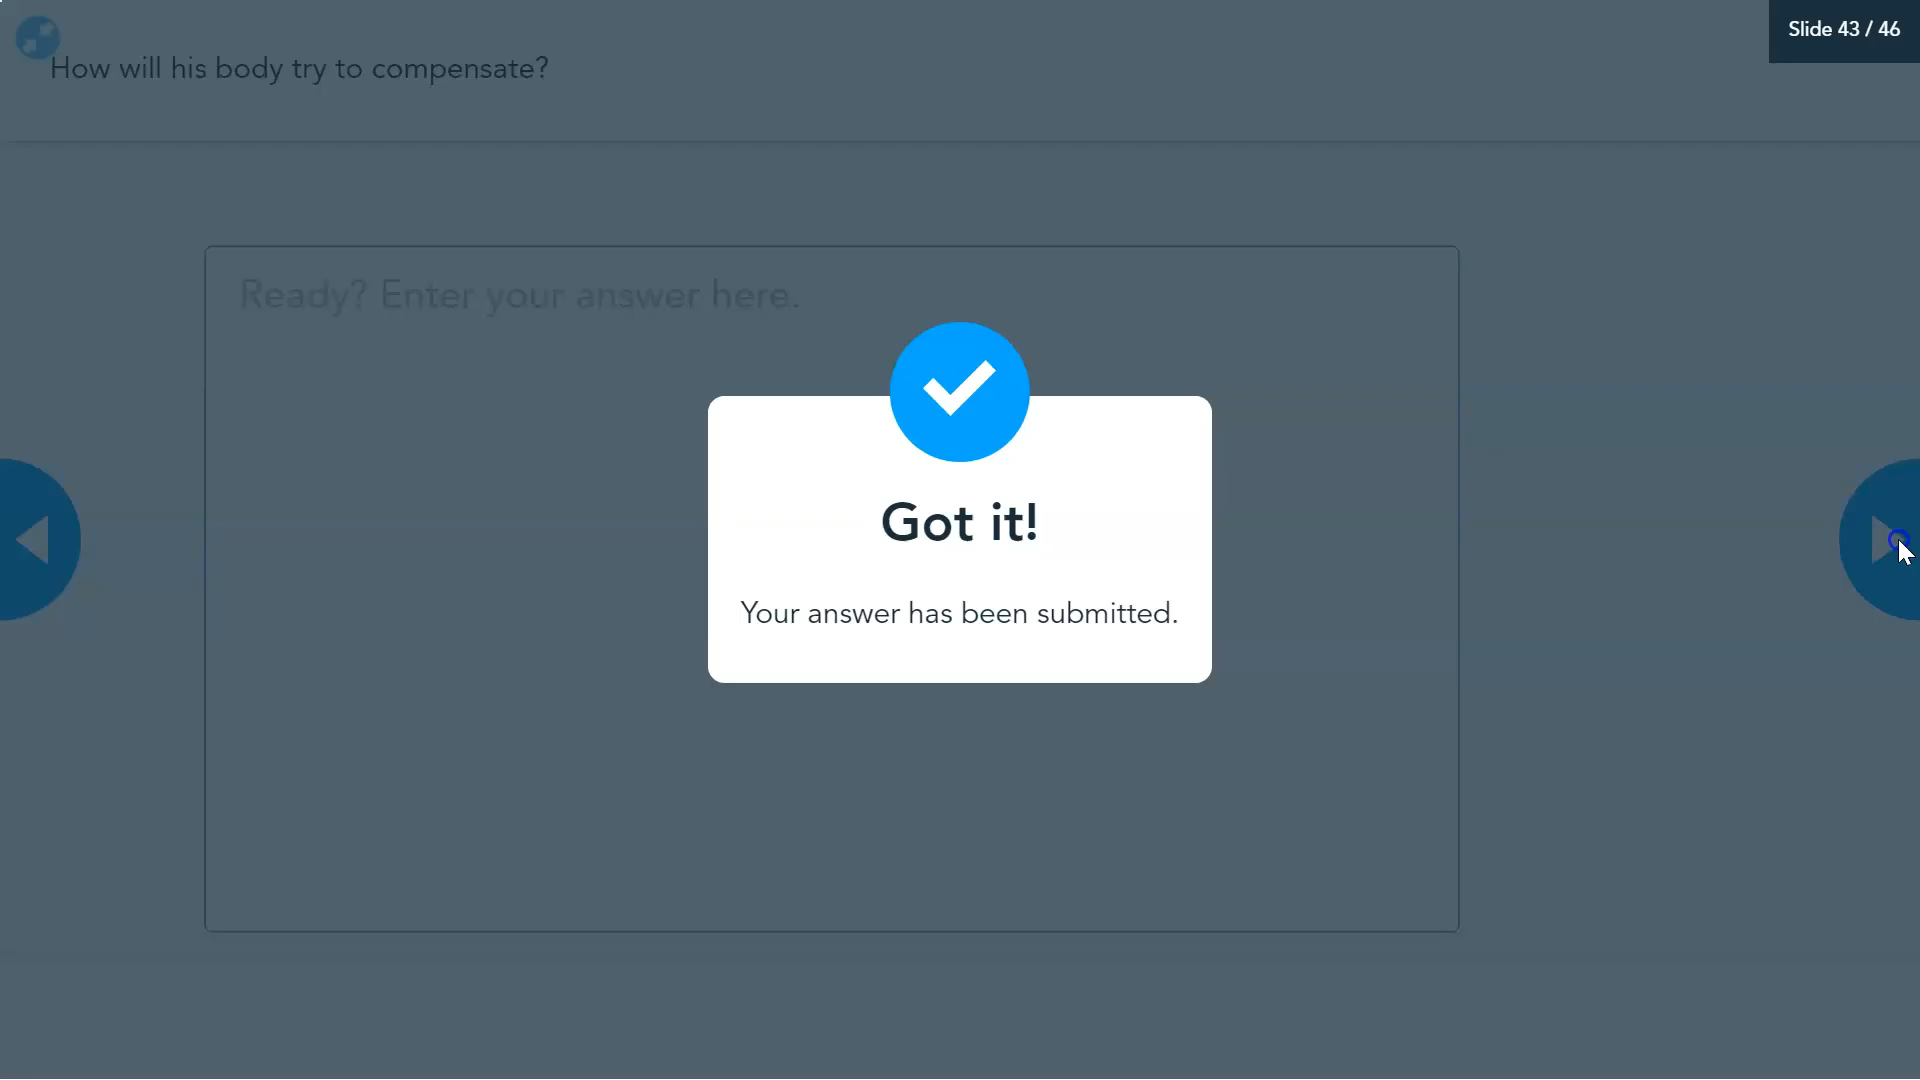 Slide 43 / 46
How will his body try to compensate?
Ready? Enter your answer here.
Got it!
Your answer has been submitted.